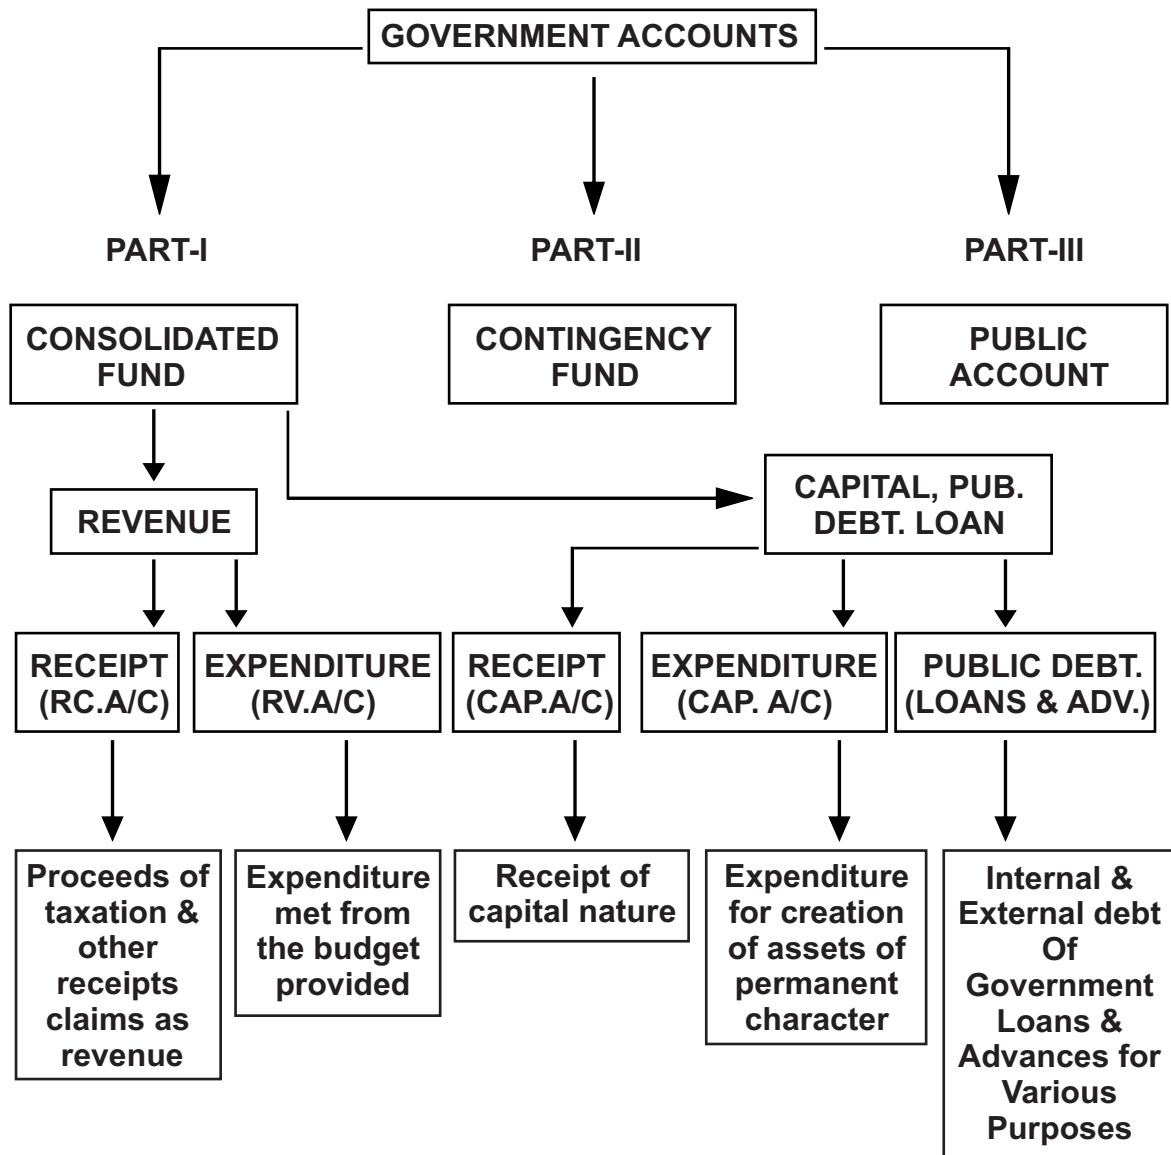 GOVERNMENT ACCOUNTS
PART-I
PART-II
PART-III
CONSOLIDATED
FUND
CONTINGENCY
FUND
PUBLIC
ACCOUNT
REVENUE
CAPITAL, PUB.
DEBT. LOAN
RECEIPT
(RC.A/C)
EXPENDITURE
(RV.A/C)
RECEIPT
(CAP.A/C)
EXPENDITURE
(CAP. A/C)
PUBLIC DEBT.
(LOANS & ADV.)
Proceeds of
taxation &
other
receipts
claims as
revenue
Expenditure
met from
the budget
provided
Receipt of
capital nature
Expenditure
for creation
of assets of
permanent
character
Internal &
External debt
Of
Government
Loans &
Advances for
Various
Purposes